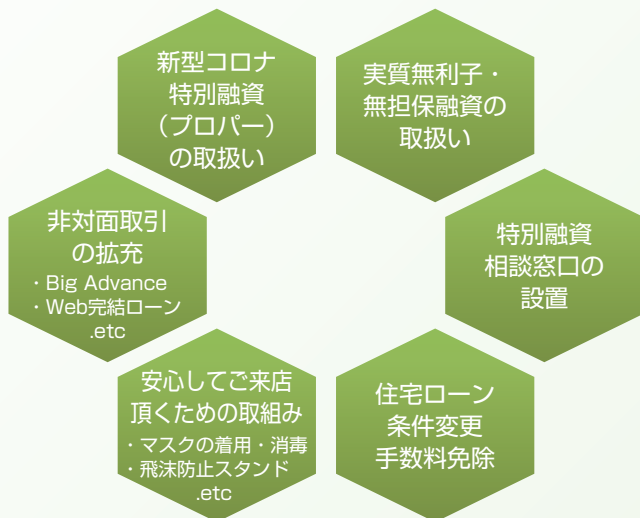 新型コロナ
特別融資
（プロパー）
の取扱い
実質無利子・
無担保融資の
取扱い
非対面取引
の拡充
・Big Advance
・Web完結ローン
.etc
特別融資
相談窓口の
設置
安心してご来店
頂くための取組み
・マスクの着用・消毒
・飛沫防止スタンド
.etc
住宅ローン
条件変更
手数料免除